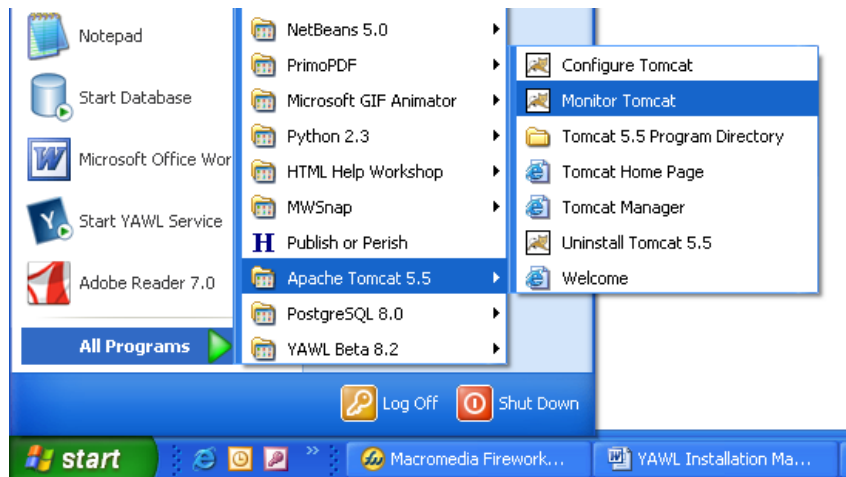 Notepad
Start Database
Microsoft Office Wor
Start YAWL Service
Adobe Reader 7.0
All Programs
NetBeans 5.0
PrimoPDF
Microsoft GIF Animator
Python 2.3
HTML Help Workshop
MWSnap
H Publish or Perish
Apache Tomcat 5.5
PostgreSQL 8.0
YAWL Beta 8.2
Configure Tomcat
Monitor Tomcat
Tomcat 5.5 Program Directory
Tomcat Home Page
Tomcat Manager
Uninstall Tomcat 5.5
Welcome
Log Off Shut Down
start » Macromedia Firework... YAWL Installation Ma...